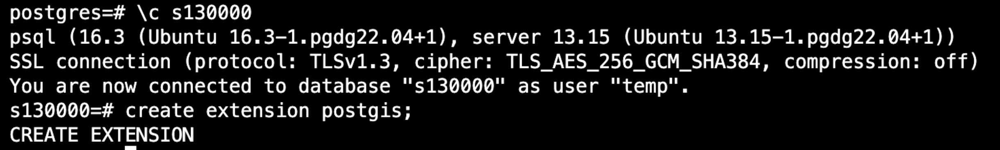 postgres=# \c s130000
psql (16.3 (Ubuntu 16.3-1.pgdg22.04+1), server 13.15 (Ubuntu 13.15-1.pgdg22.04+1))
SSL connection (protocol: TLSv1.3, cipher: TLS_AES_256_GCM_SHA384, compression: off)
You are now connected to database "s130000" as user "temp".
s130000=# create extension postgis;
CREATE EXTENSION